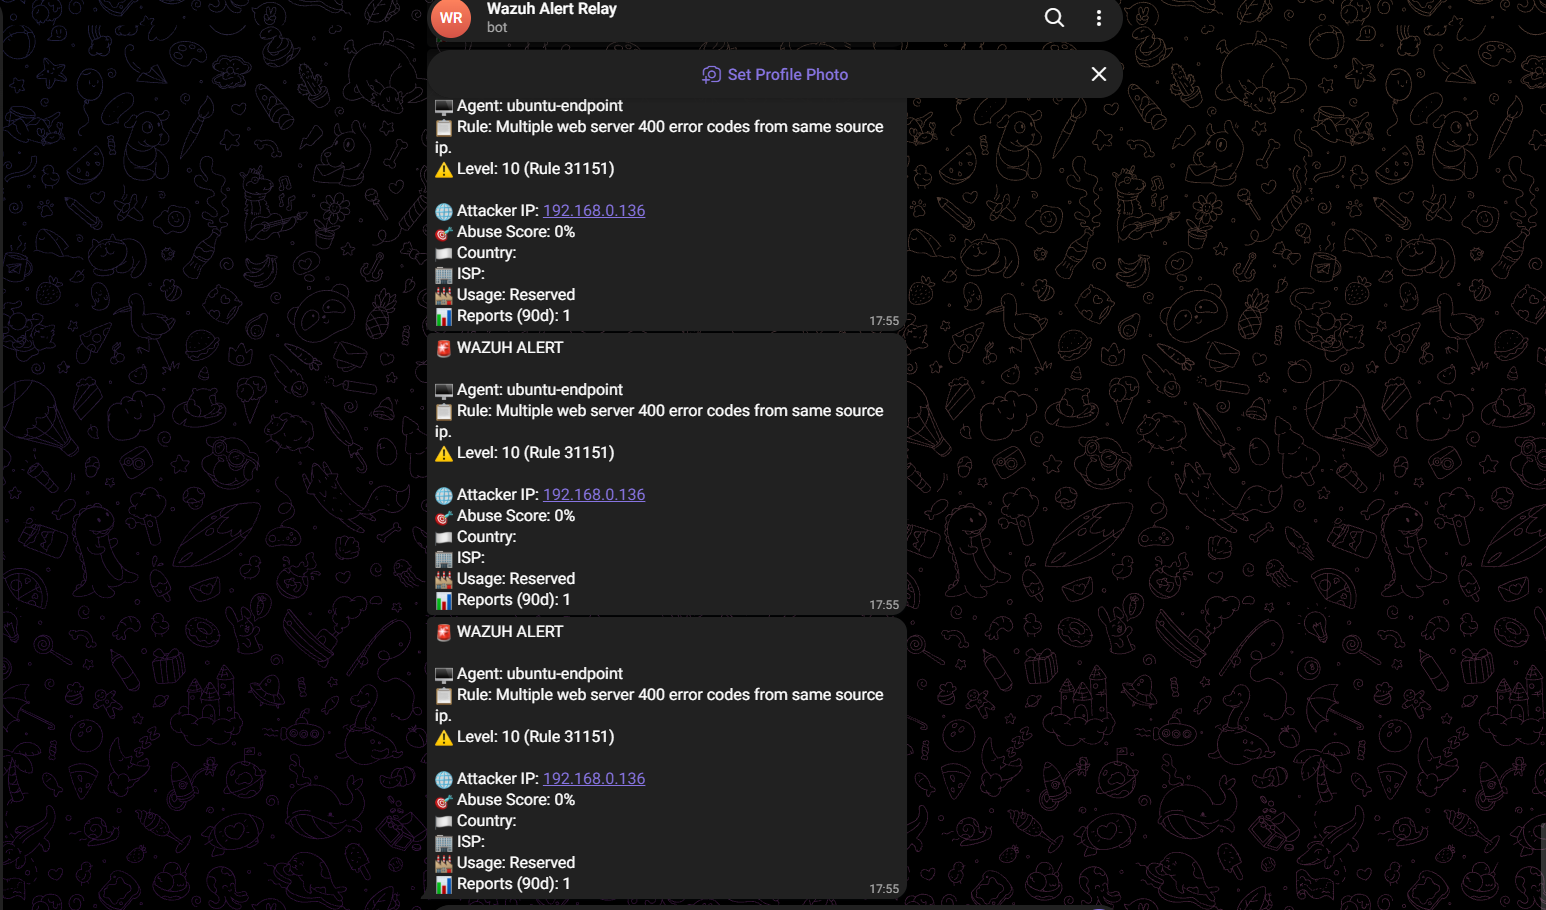 WR
Wazuh Alert Relay
bot
Set Profile Photo
Agent: ubuntu-endpoint
Rule: Multiple web server 400 error codes from same source
ip.
Level: 10 (Rule 31151)
Attacker IP: 192.168.0.136
Abuse Score: 0%
Country:
ISP:
Usage: Reserved
Reports (90d): 1
17:55
WAZUH ALERT
Agent: ubuntu-endpoint
Rule: Multiple web server 400 error codes from same source
ip.
Level: 10 (Rule 31151)
Attacker IP: 192.168.0.136
Abuse Score: 0%
Country:
ISP:
Usage: Reserved
Reports (90d): 1
17:55
WAZUH ALERT
Agent: ubuntu-endpoint
Rule: Multiple web server 400 error codes from same source
ip.
Level: 10 (Rule 31151)
Attacker IP: 192.168.0.136
Abuse Score: 0%
Country:
ISP:
Usage: Reserved
Reports (90d): 1
17:55